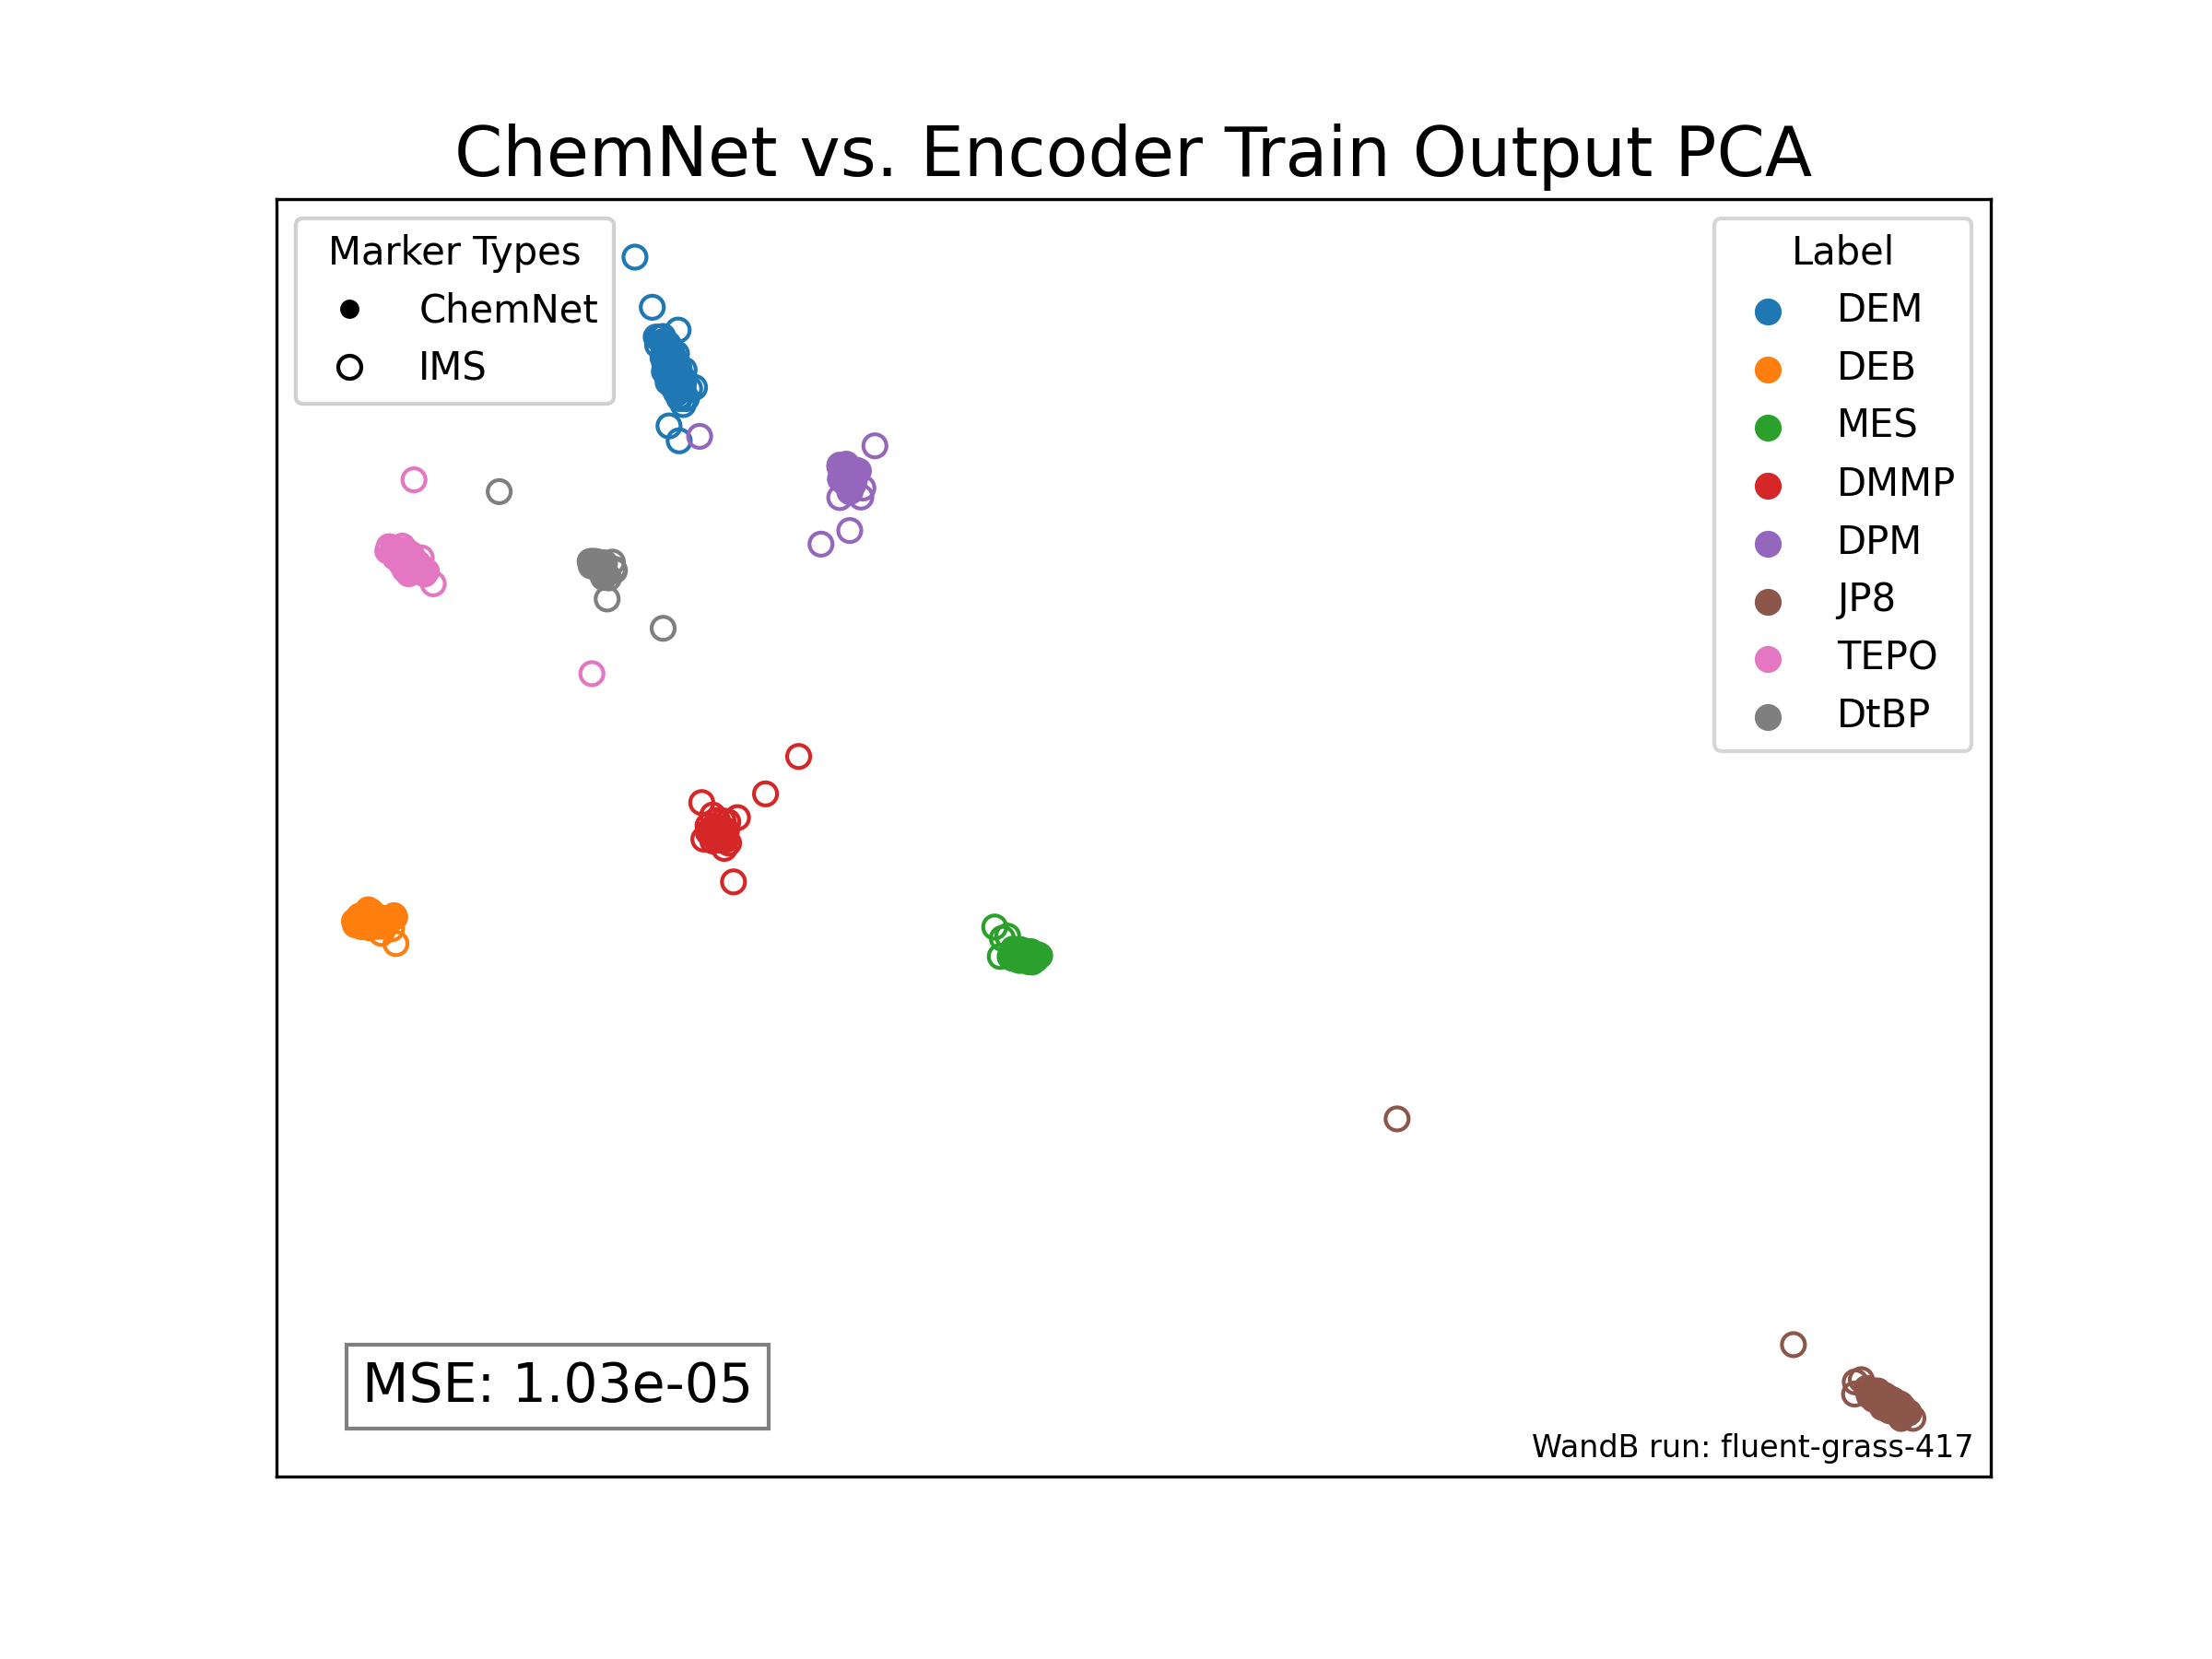 ChemNet vs. Encoder Train Output PCA
Marker Types
ChemNet
IMS
Label
DEM
DEB
MES
DMMP
DPM
JP8
TEPO
DtBP
MSE: 1.03e-05
WandB run: fluent-grass-417